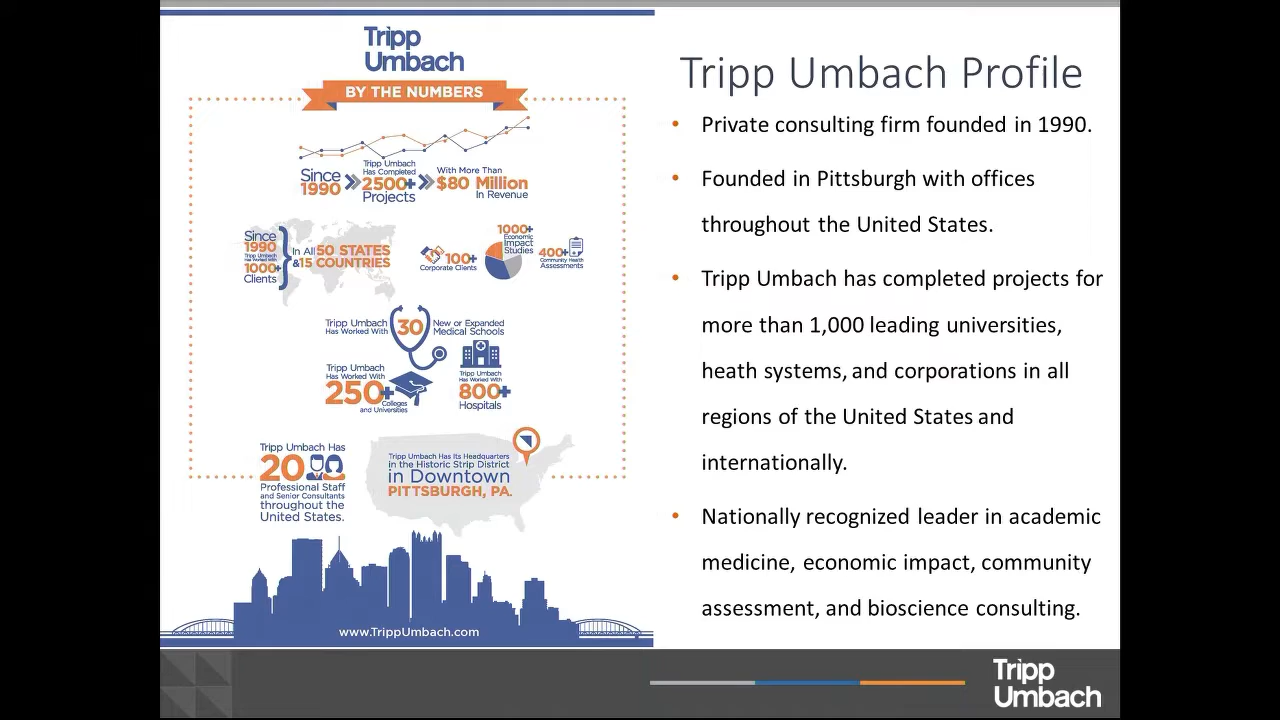 Tripp
Umbach
BY THE NUMBERS
Since
1990
Tripp Umbach
Has Completed
2500+
Projects
With More Than
$80 Million
In Revenue
Since
1990
Tripp Umbach
Has Worked With
1000+
Clients
In All 50 STATES
&15 COUNTRIES
100+
Corporate Clients
1000+
Economic
Impact
Studies
400+
Community Health
Assessments
Tripp Umbach
Has Worked With
30
New or Expanded
Medical Schools
Tripp Umbach
Has Worked With
250+
Colleges
and Universities
Tripp Umbach
Has Worked With
800+
Hospitals
Tripp Umbach Has
20
Professional Staff
and Senior Consultants
throughout the
United States.
Tripp Umbach Has Its Headquarters
in the Historic Strip District
in Downtown
PITTSBURGH, PA.
www.TrippUmbach.com
Tripp Umbach Profile
• Private consulting firm founded in 1990.
• Founded in Pittsburgh with offices
throughout the United States.
• Tripp Umbach has completed projects for
more than 1,000 leading universities,
heath systems, and corporations in all
regions of the United States and
internationally.
• Nationally recognized leader in academic
medicine, economic impact, community
assessment, and bioscience consulting.
Tripp
Umbach